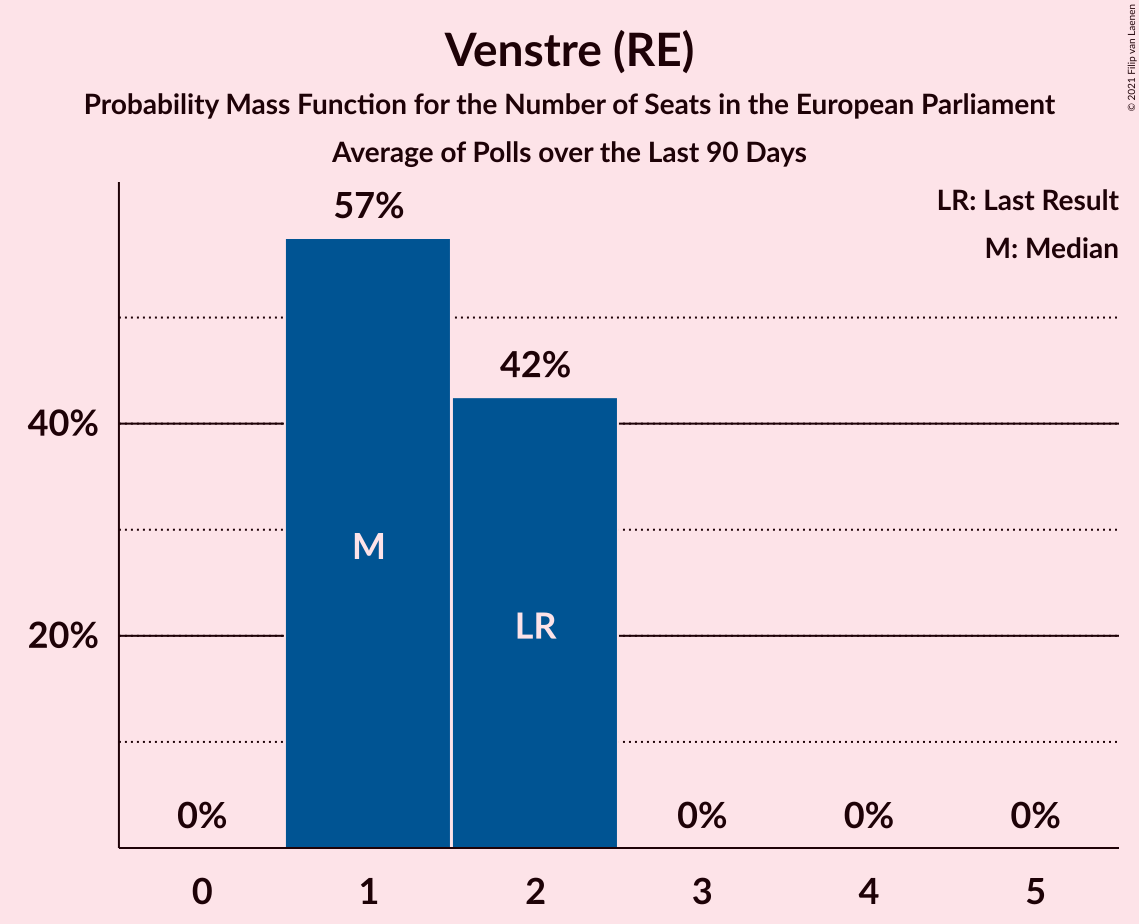 Venstre (RE)
Probability Mass Function for the Number of Seats in the European Parliament
Average of Polls over the Last 90 Days
© 2021 Filip van Laenen
LR: Last Result
M: Median
57%
42%
40%
20%
M
LR
0%
0%
0%
0%
0
1
2
3
4
5